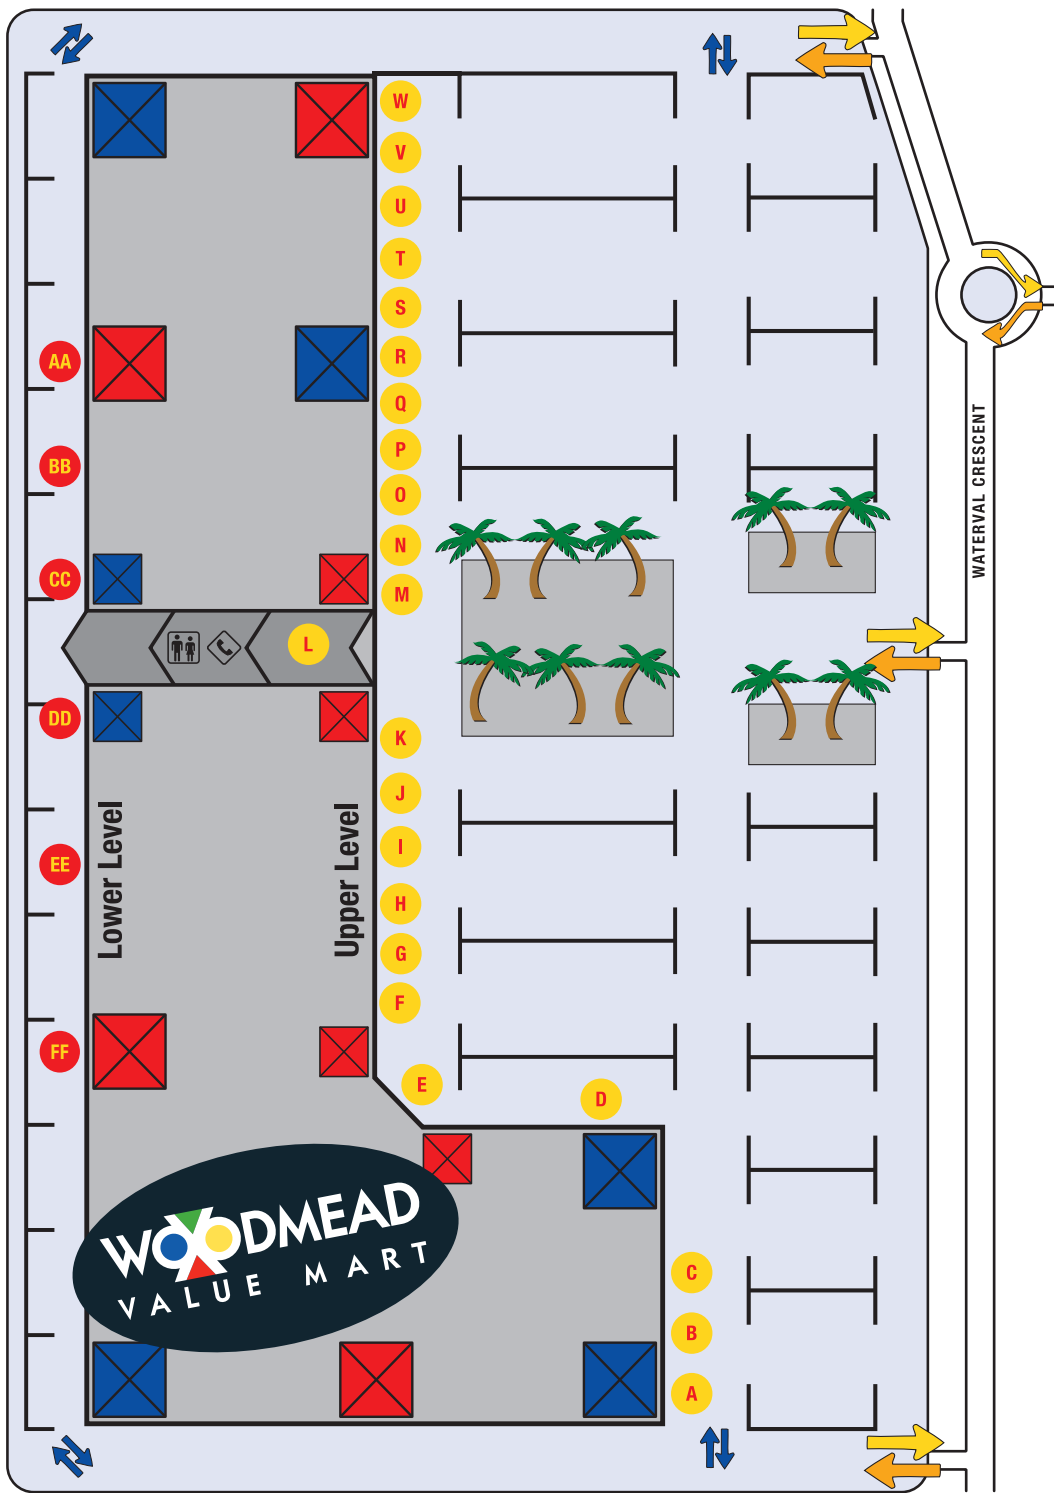 W
V
U
T
S
R
Q
P
O
N
M
L
K
J
I
H
G
F
E
D
C
B
A
AA
BB
CC
DD
EE
FF
Lower Level
Upper Level
WATERVAL CRESCENT
WOODMEAD
VALUE MART